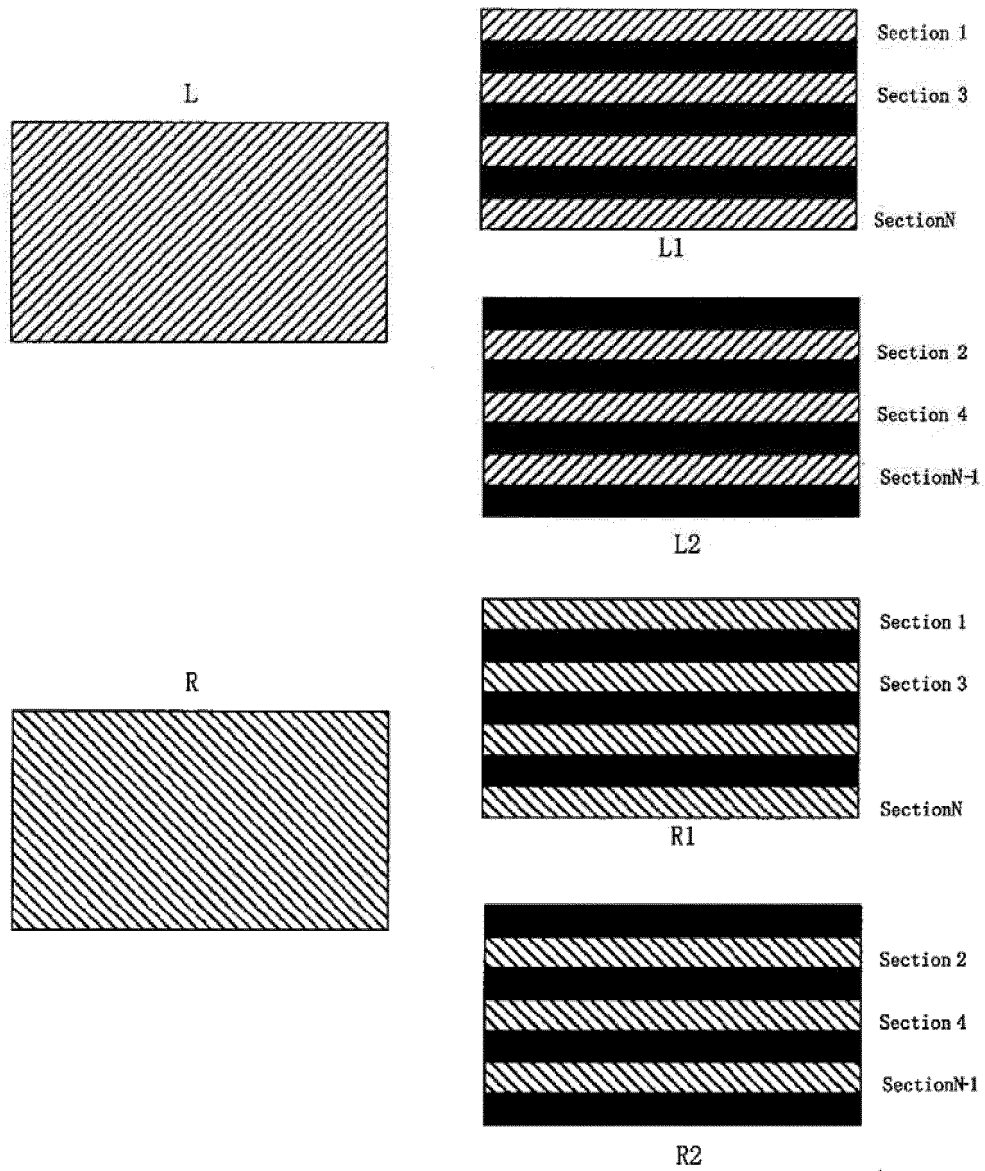 L
Section 1
Section 3
SectionN
L1
Section 2
Section 4
SectionN-1
L2
R
Section 1
Section 3
SectionN
R1
Section 2
Section 4
SectionN-1
R2